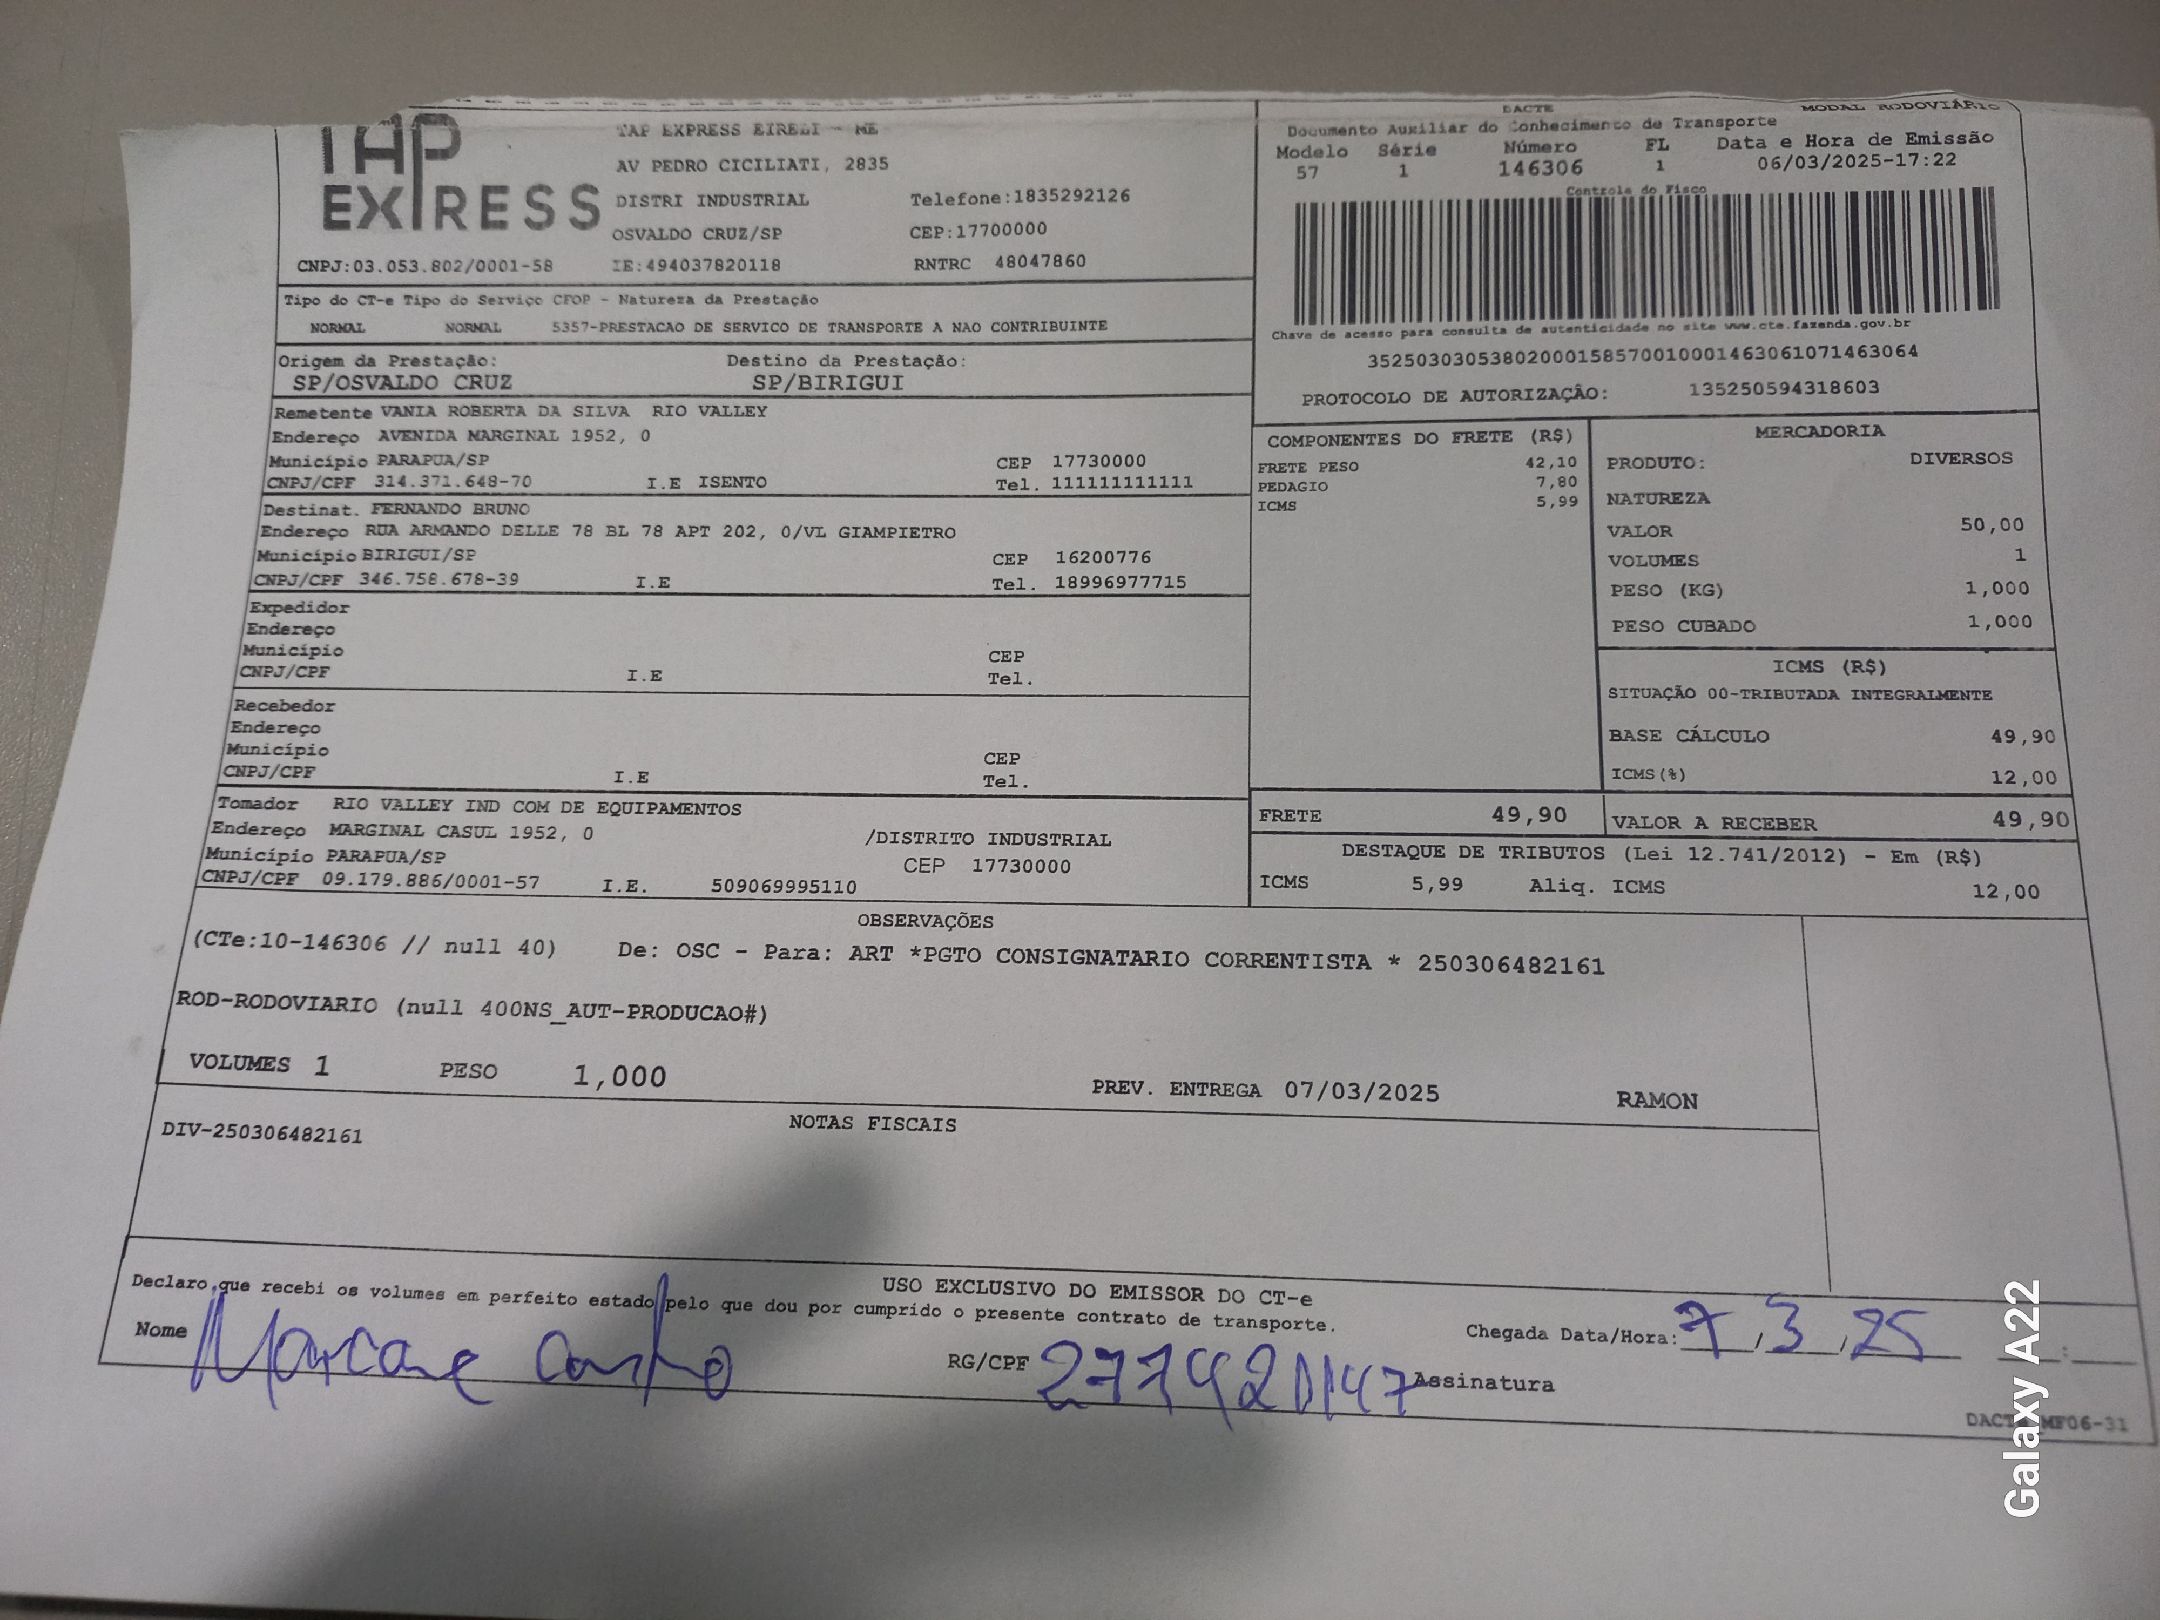 TAP EXPRESS
TAP EXPRESS EIRELI - ME
AV PEDRO CICILIATI, 2835
DISTRI INDUSTRIAL Telefone:1835292126
OSVALDO CRUZ/SP CEP:17700000
CNPJ:03.053.802/0001-58 IE:494037820118 RNTRC 48047860
DACTE MODAL RODOVIÁRIO
Documento Auxiliar do Conhecimento de Transporte
Modelo Série Número FL Data e Hora de Emissão
57 1 146306 1 06/03/2025-17:22
Controle do Fisco
Chave de acesso para consulta de autenticidade no site www.cte.fazenda.gov.br
35250303053802000158570010001463061071463064
PROTOCOLO DE AUTORIZAÇÃO: 135250594318603
Tipo do CT-e Tipo do Serviço CFOP - Natureza da Prestação
NORMAL NORMAL 5357-PRESTACAO DE SERVICO DE TRANSPORTE A NAO CONTRIBUINTE
Origem da Prestação: Destino da Prestação:
SP/OSVALDO CRUZ SP/BIRIGUI
Remetente VANIA ROBERTA DA SILVA RIO VALLEY
Endereço AVENIDA MARGINAL 1952, 0
Município PARAPUA/SP CEP 17730000
CNPJ/CPF 314.371.648-70 I.E ISENTO Tel. 111111111111
Destinat. FERNANDO BRUNO
Endereço RUA ARMANDO DELLE 78 BL 78 APT 202, 0/VL GIAMPIETRO
Município BIRIGUI/SP CEP 16200776
CNPJ/CPF 346.758.678-39 I.E Tel. 18996977715
Expedidor
Endereço
Município CEP
CNPJ/CPF I.E Tel.
Recebedor
Endereço
Município CEP
CNPJ/CPF I.E Tel.
Tomador RIO VALLEY IND COM DE EQUIPAMENTOS
Endereço MARGINAL CASUL 1952, 0 /DISTRITO INDUSTRIAL
Município PARAPUA/SP CEP 17730000
CNPJ/CPF 09.179.886/0001-57 I.E. 509069995110
COMPONENTES DO FRETE (R$)
FRETE PESO 42,10
PEDAGIO 7,80
ICMS 5,99
MERCADORIA
PRODUTO: DIVERSOS
NATUREZA
VALOR 50,00
VOLUMES 1
PESO (KG) 1,000
PESO CUBADO 1,000
ICMS (R$)
SITUAÇÃO 00-TRIBUTADA INTEGRALMENTE
BASE CÁLCULO 49,90
ICMS(%) 12,00
FRETE 49,90 VALOR A RECEBER 49,90
DESTAQUE DE TRIBUTOS (Lei 12.741/2012) - Em (R$)
ICMS 5,99 Aliq. ICMS 12,00
OBSERVAÇÕES
(CTe:10-146306 // null 40) De: OSC - Para: ART *PGTO CONSIGNATARIO CORRENTISTA * 250306482161
ROD-RODOVIARIO (null 400NS_AUT-PRODUCAO#)
VOLUMES 1 PESO 1,000 PREV. ENTREGA 07/03/2025 RAMON
NOTAS FISCAIS
DIV-250306482161
USO EXCLUSIVO DO EMISSOR DO CT-e
Declaro que recebi os volumes em perfeito estado pelo que dou por cumprido o presente contrato de transporte.
Nome RG/CPF Chegada Data/Hora: 7/3/25 :
Assinatura
DACTE MF06-31
Galaxy A22